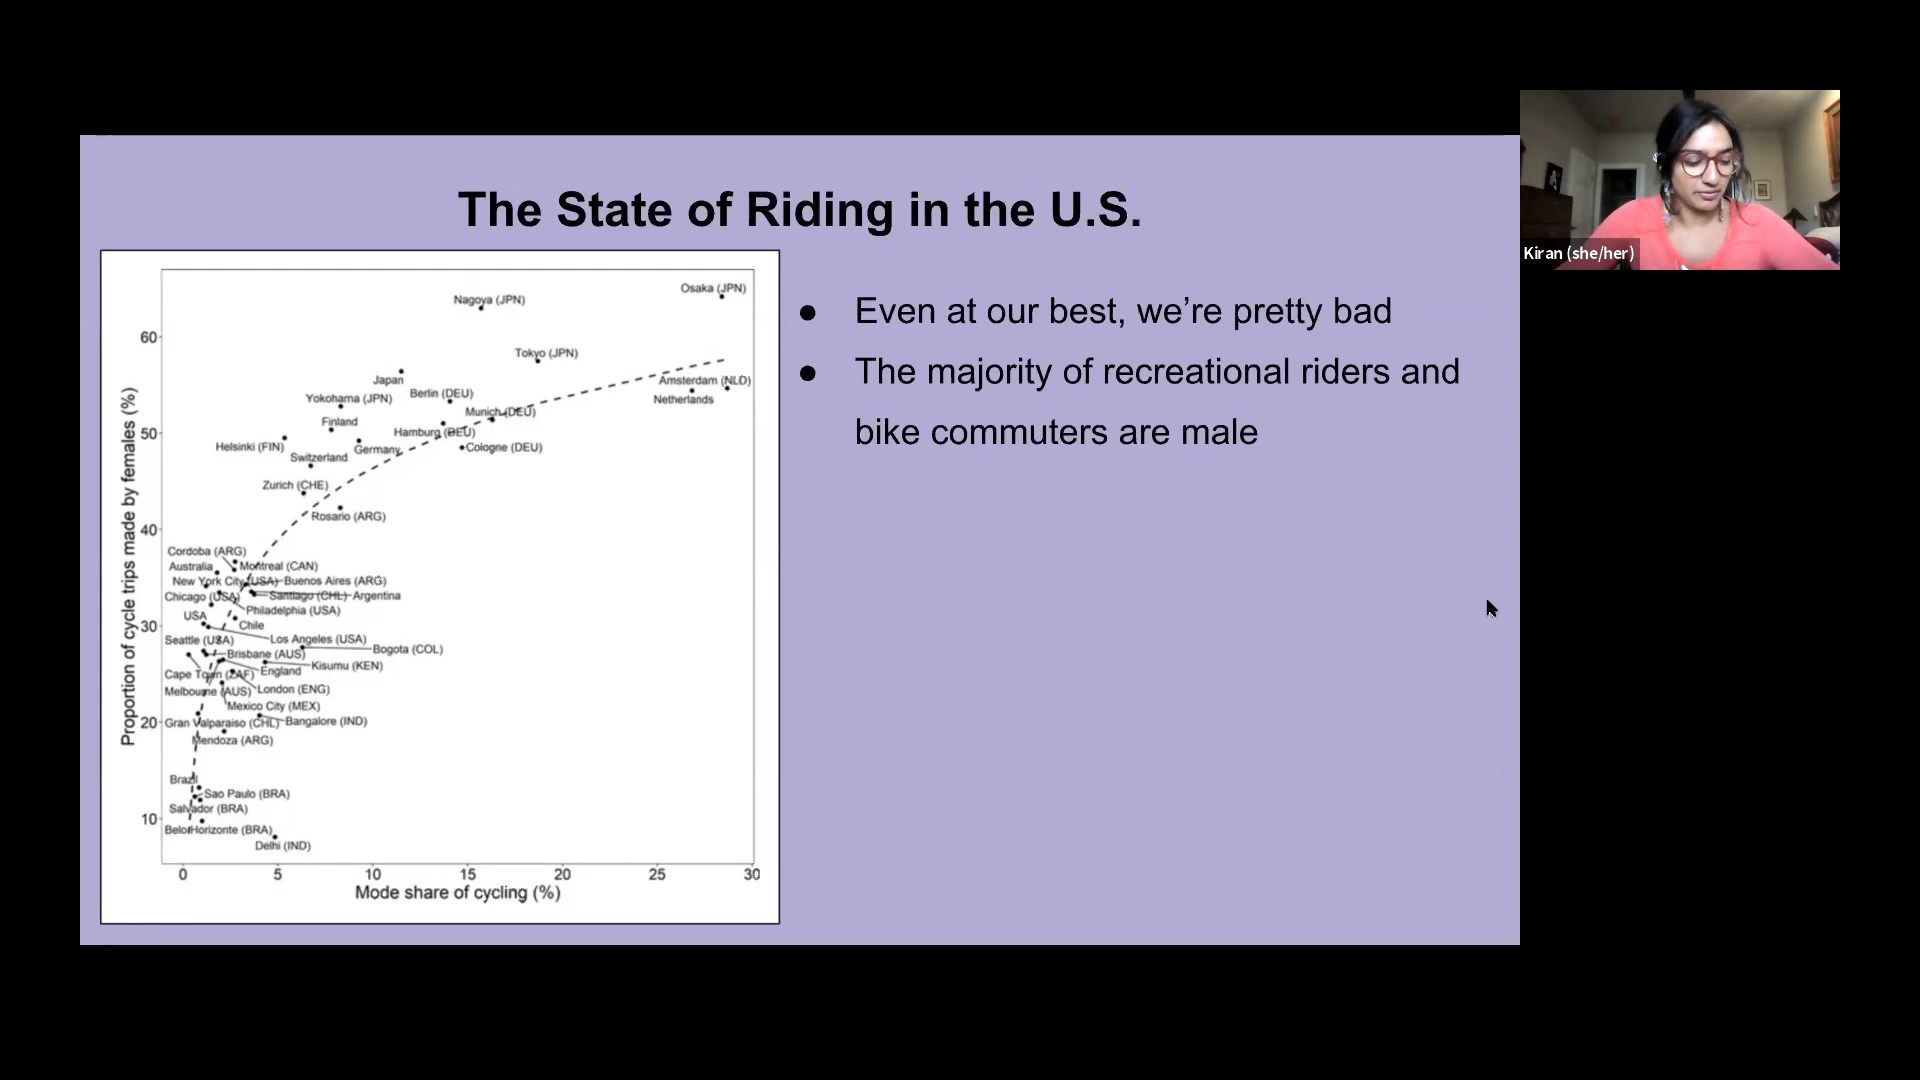 The State of Riding in the U.S.
Kiran (she/her)
● Even at our best, we're pretty bad
● The majority of recreational riders and
bike commuters are male
Proportion of cycle trips made by females (%)
60
50
40
30
20
10
Osaka (JPN)
Nagoya (JPN)
Tokyo (JPN)
Japan
Amsterdam (NLD)
Berlin (DEU)
Netherlands
Yokohama (JPN)
Munich (DEU)
Finland
Hamburg (DEU)
Helsinki (FIN)
Germany
Cologne (DEU)
Switzerland
Zurich (CHE)
Rosario (ARG)
Cordoba (ARG)
Australia
Montreal (CAN)
New York City (USA)
Buenos Aires (ARG)
Chicago (USA)
Santiago (CHL)
Argentina
Philadelphia (USA)
USA
Chile
Seattle (USA)
Los Angeles (USA)
Bogota (COL)
Brisbane (AUS)
Kisumu (KEN)
Cape Town (ZAF)
England
Melbourne (AUS)
London (ENG)
Mexico City (MEX)
Gran Valparaiso (CHL)
Bangalore (IND)
Mendoza (ARG)
Brazil
Sao Paulo (BRA)
Salvador (BRA)
Belo Horizonte (BRA)
Delhi (IND)
0 5 10 15 20 25 30
Mode share of cycling (%)